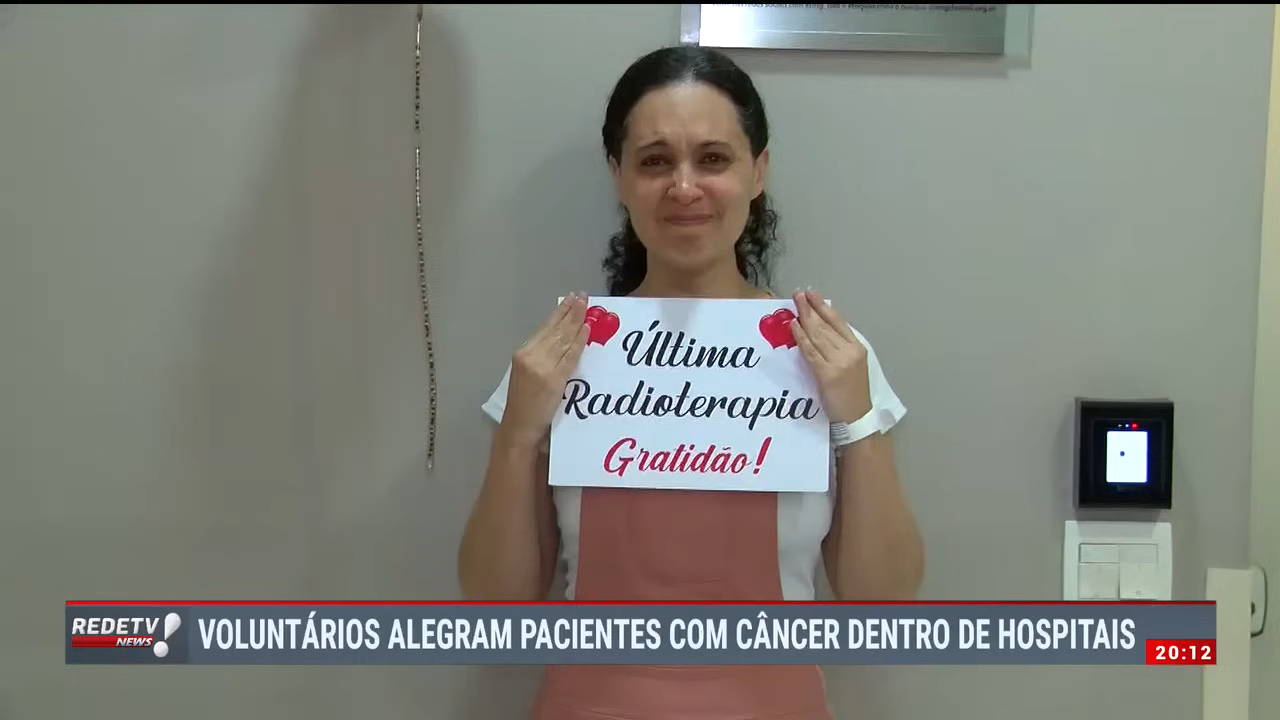 Última
Radioterapia
Gratidão!
REDETV!
NEWS
VOLUNTÁRIOS ALEGRAM PACIENTES COM CÂNCER DENTRO DE HOSPITAIS
20:12